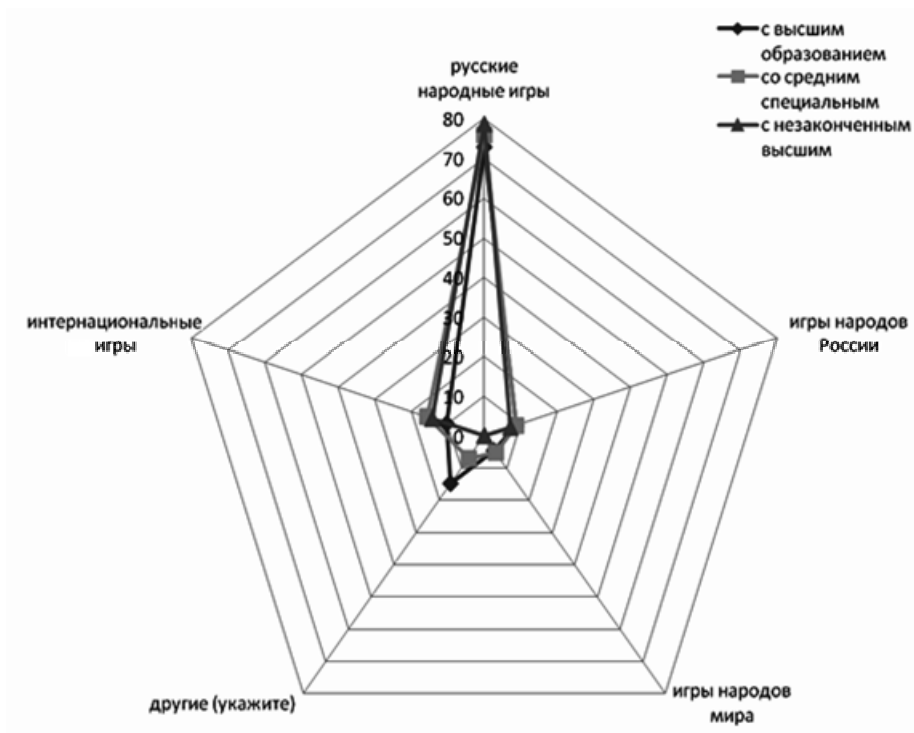 с высшим
образованием
со средним
специальным
с незаконченным
высшим
русские
народные игры
80
70
60
50
40
30
20
10
0
интернациональные
игры
игры народов
России
другие (укажите)
игры народов
мира